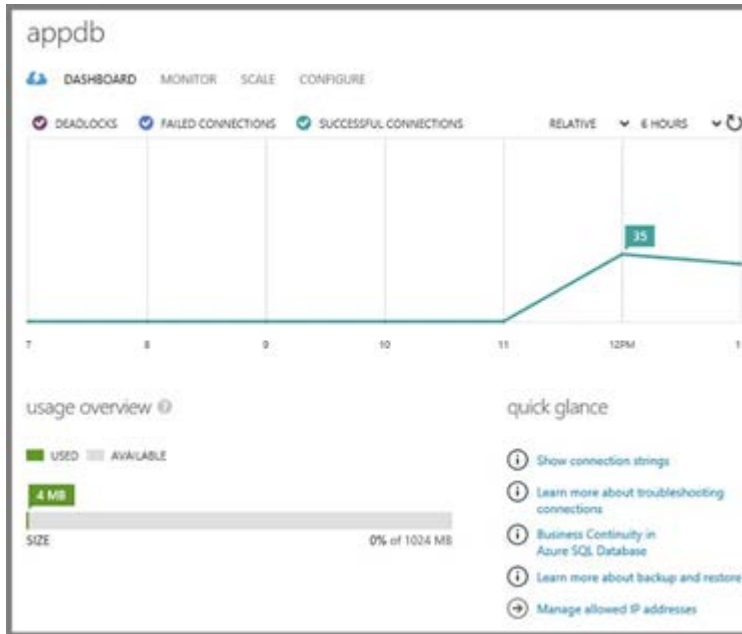 appdb
DASHBOARD MONITOR SCALE CONFIGURE
DEADLOCKS FAILED CONNECTIONS SUCCESSFUL CONNECTIONS RELATIVE 6 HOURS
35
7 8 9 10 11 12PM 1
usage overview
quick glance
USED AVAILABLE
4 MB
SIZE 0% of 1024 MB
Show connection strings
Learn more about troubleshooting
connections
Business Continuity in
Azure SQL Database
Learn more about backup and restore
Manage allowed IP addresses